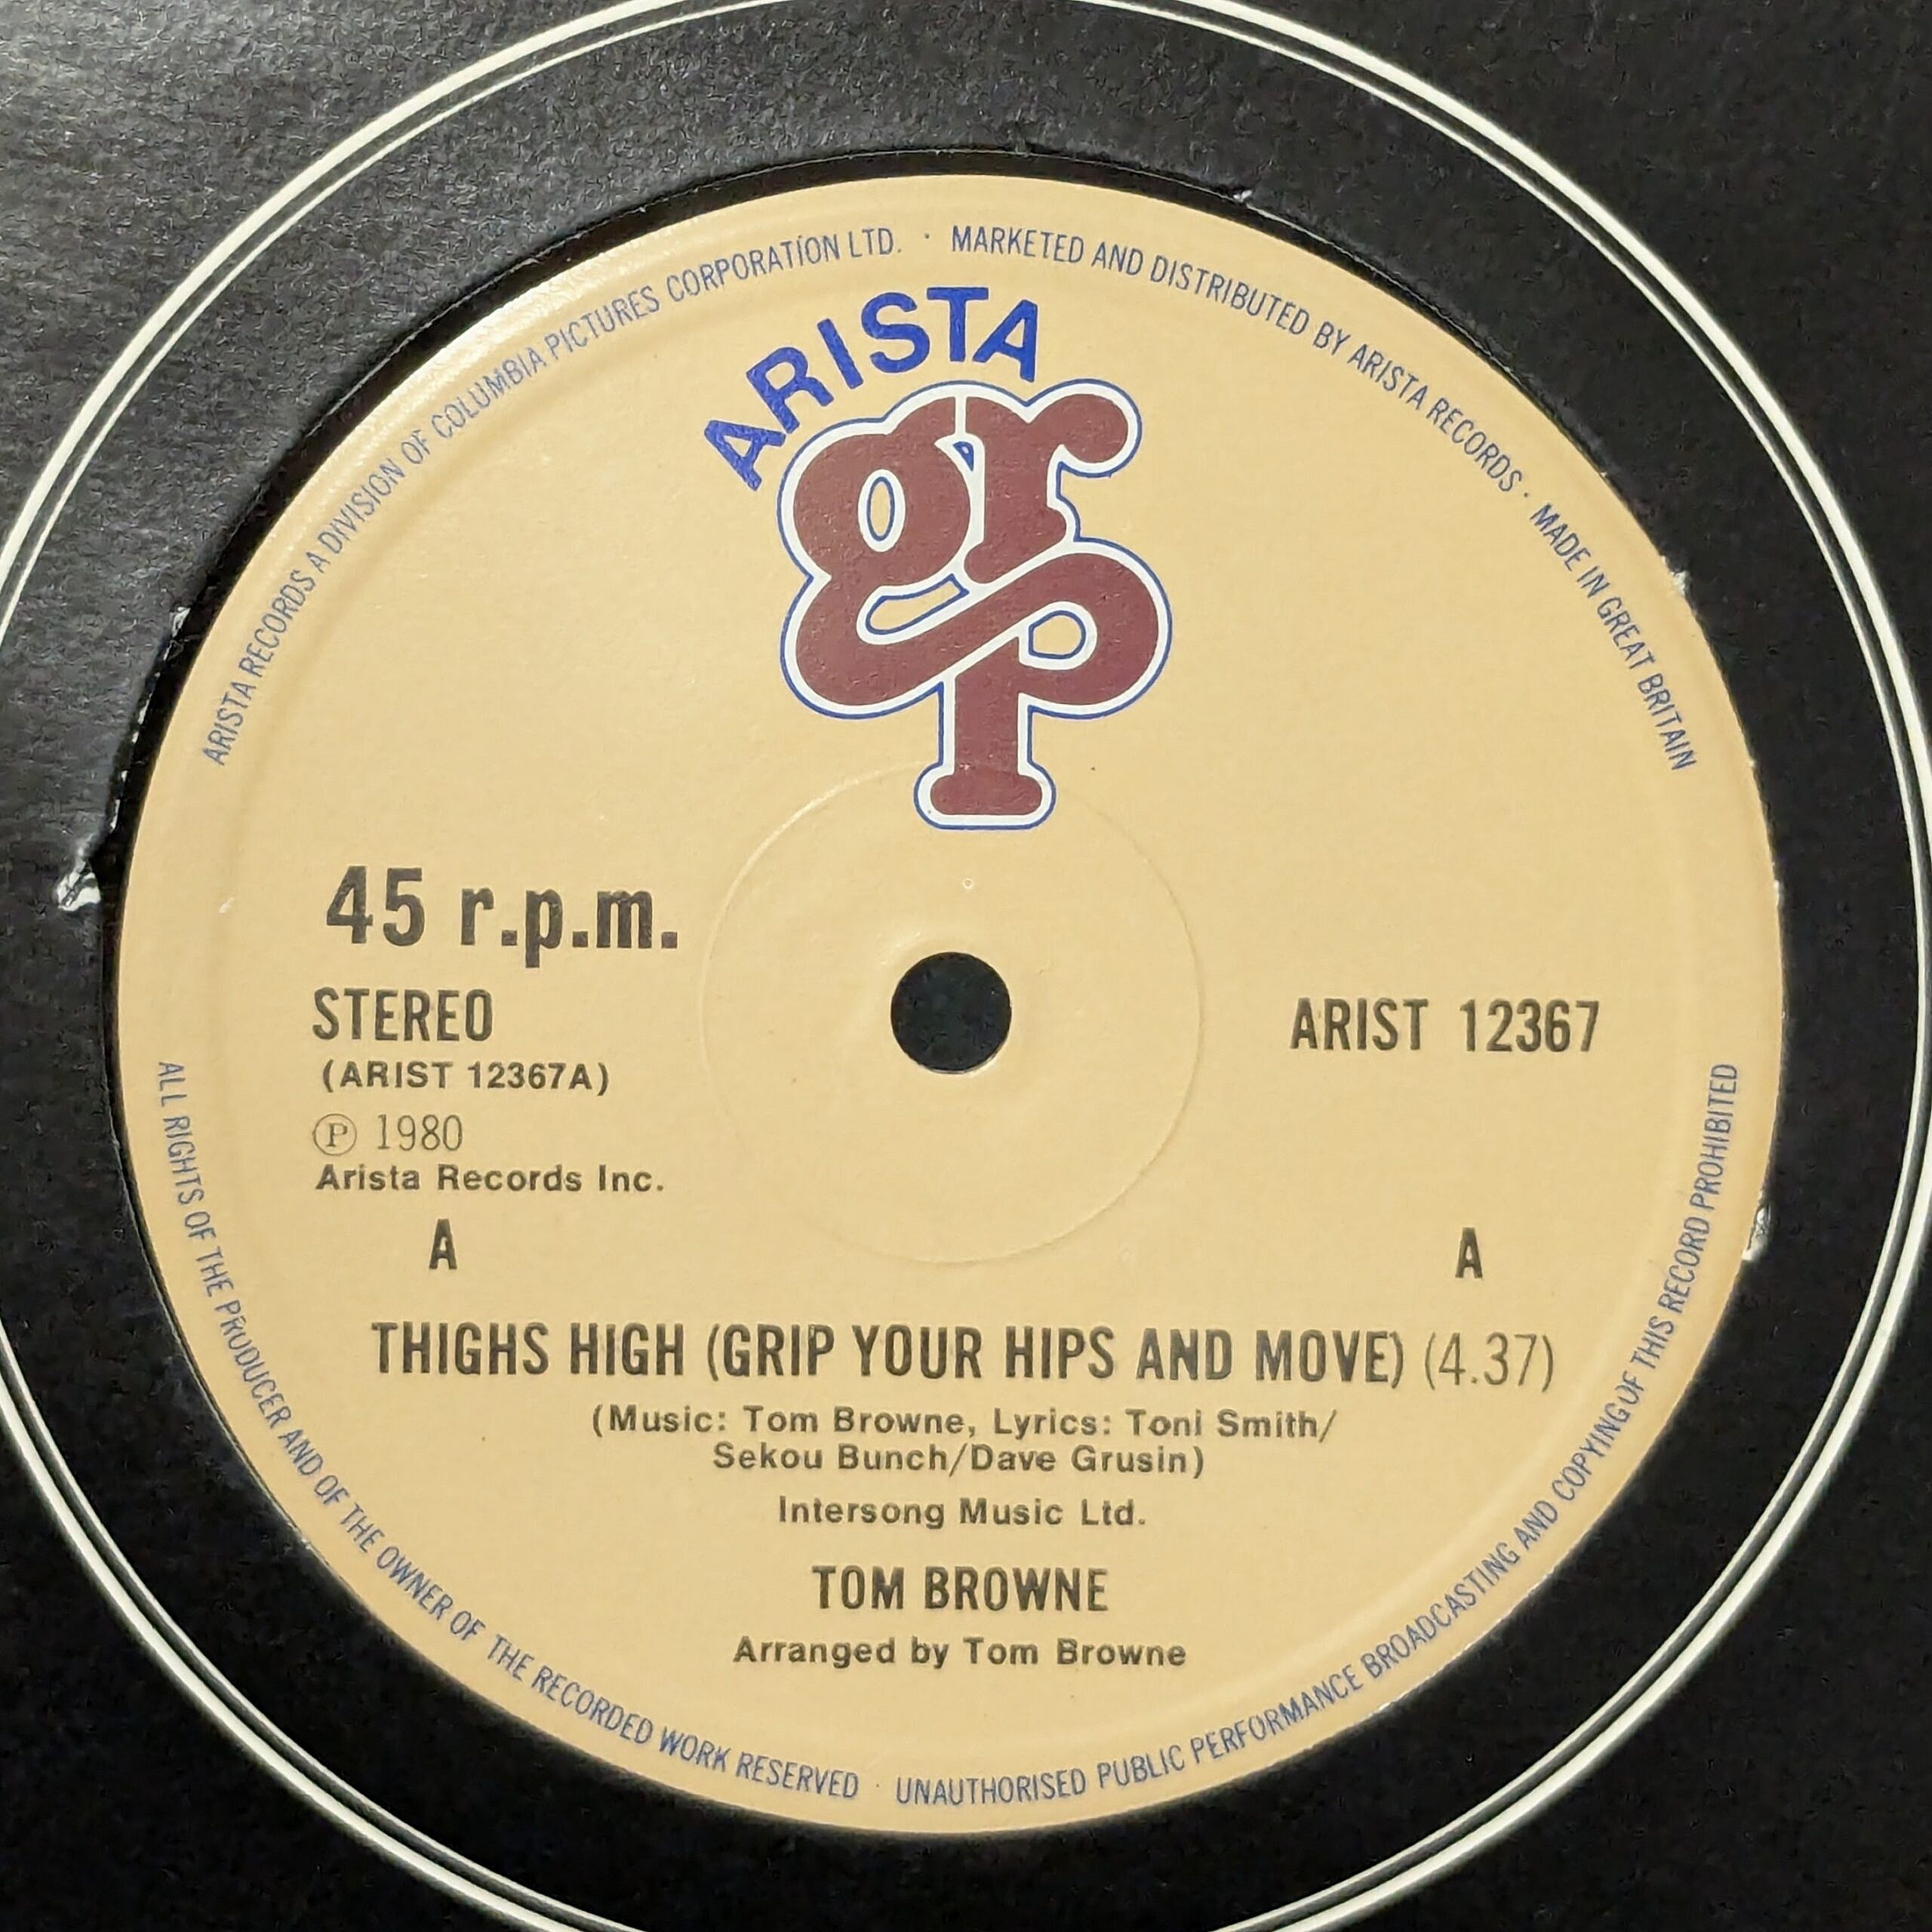 ARISTA RECORDS A DIVISION OF COLUMBIA PICTURES CORPORATION LTD. · MARKETED AND DISTRIBUTED BY ARISTA RECORDS · MADE IN GREAT BRITAIN
ARISTA
grp
45 r.p.m.
STEREO
(ARIST 12367A)
Ⓟ 1980
Arista Records Inc.
ARIST 12367
A
A
THIGHS HIGH (GRIP YOUR HIPS AND MOVE) (4.37)
(Music: Tom Browne, Lyrics: Toni Smith/
Sekou Bunch/Dave Grusin)
Intersong Music Ltd.
TOM BROWNE
Arranged by Tom Browne
ALL RIGHTS OF THE PRODUCER AND OF THE OWNER OF THE RECORDED WORK RESERVED · UNAUTHORISED PUBLIC PERFORMANCE BROADCASTING AND COPYING OF THIS RECORD PROHIBITED